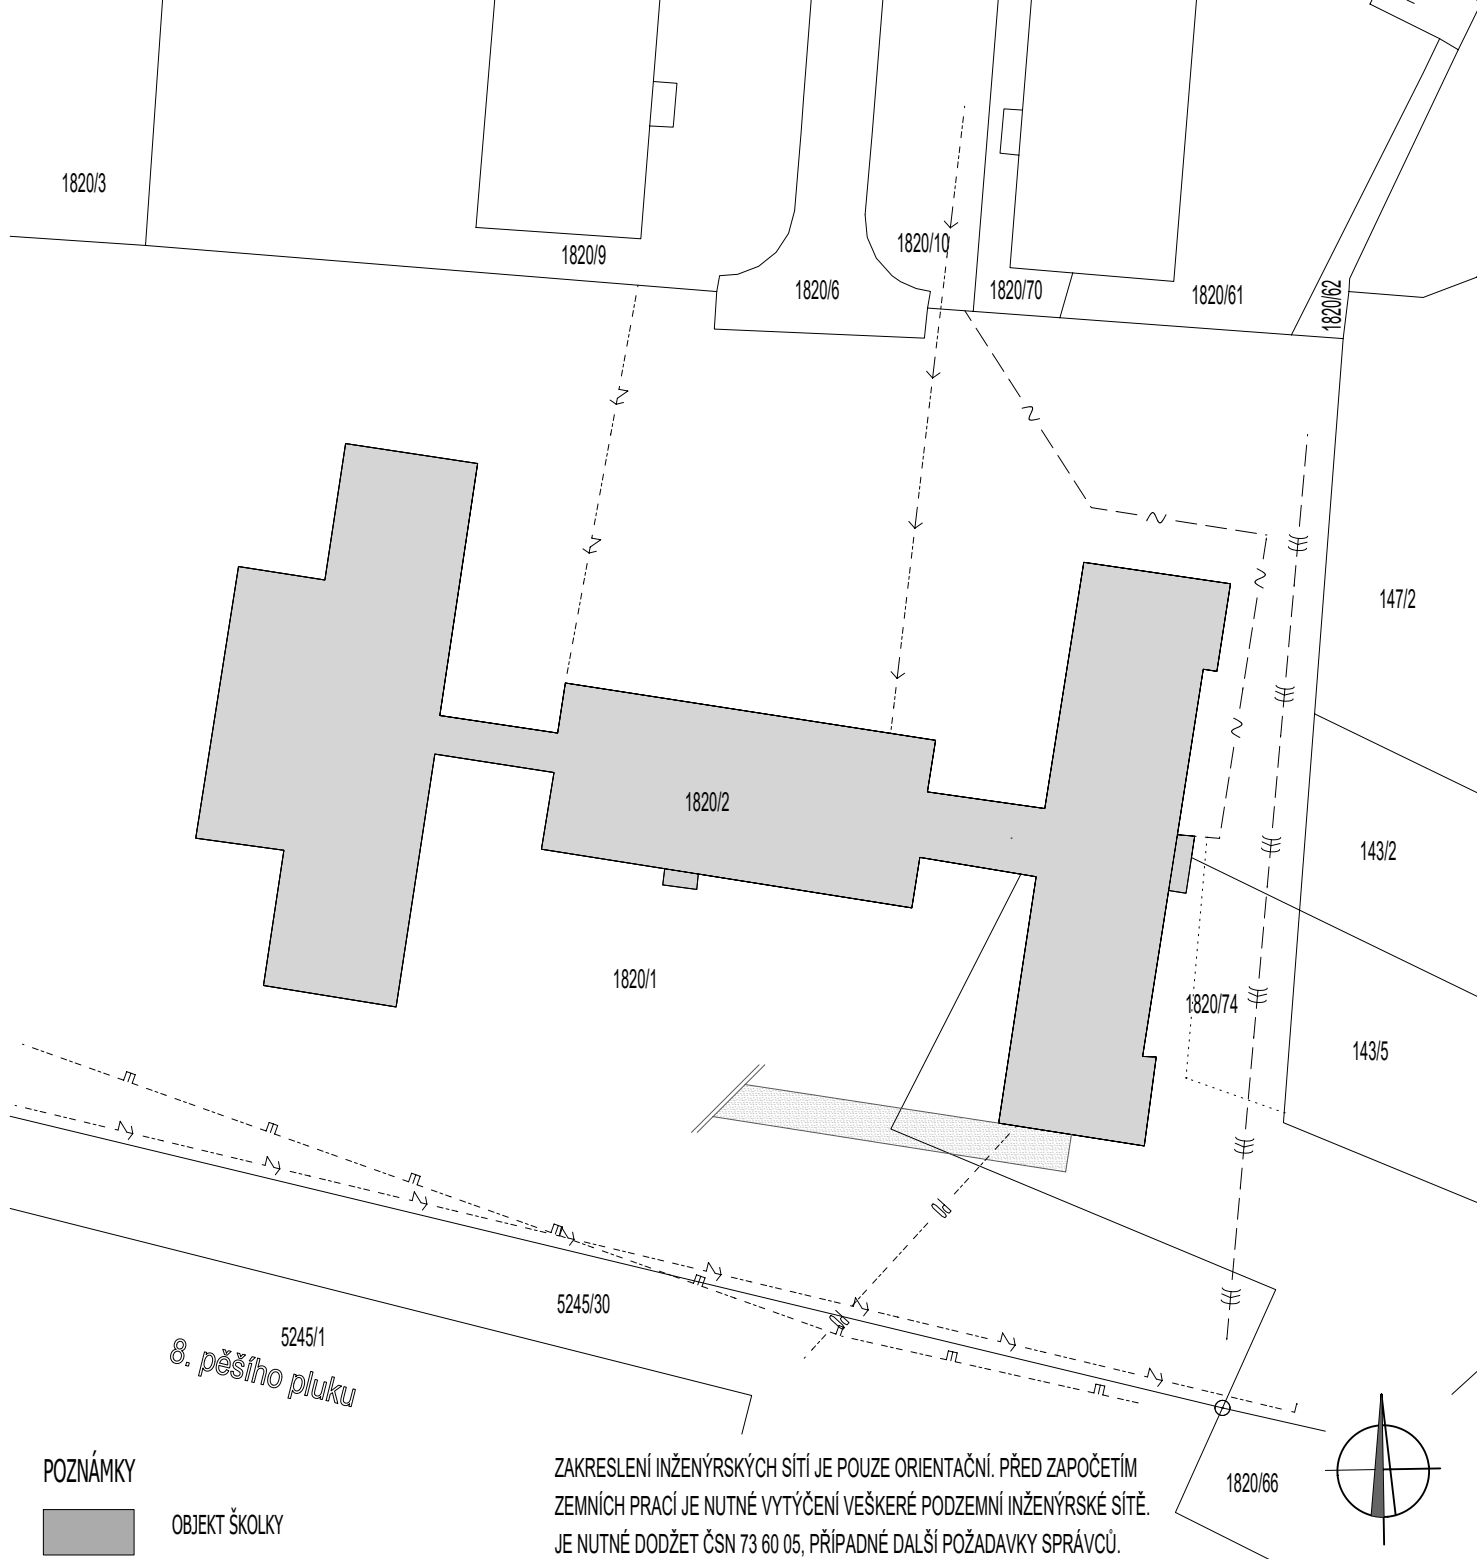 1820/3
1820/9
1820/10
1820/6
1820/70
1820/61
1820/62
147/2
1820/2
143/2
1820/1
1820/74
143/5
PO
PO
5245/30
5245/1
8. pěšího pluku
1820/66
POZNÁMKY
OBJEKT ŠKOLKY
ZAKRESLENÍ INŽENÝRSKÝCH SÍTÍ JE POUZE ORIENTAČNÍ. PŘED ZAPOČETÍM
ZEMNÍCH PRACÍ JE NUTNÉ VYTÝČENÍ VEŠKERÉ PODZEMNÍ INŽENÝRSKÉ SÍTĚ.
JE NUTNÉ DODŽET ČSN 73 60 05, PŘÍPADNÉ DALŠÍ POŽADAVKY SPRÁVCŮ.